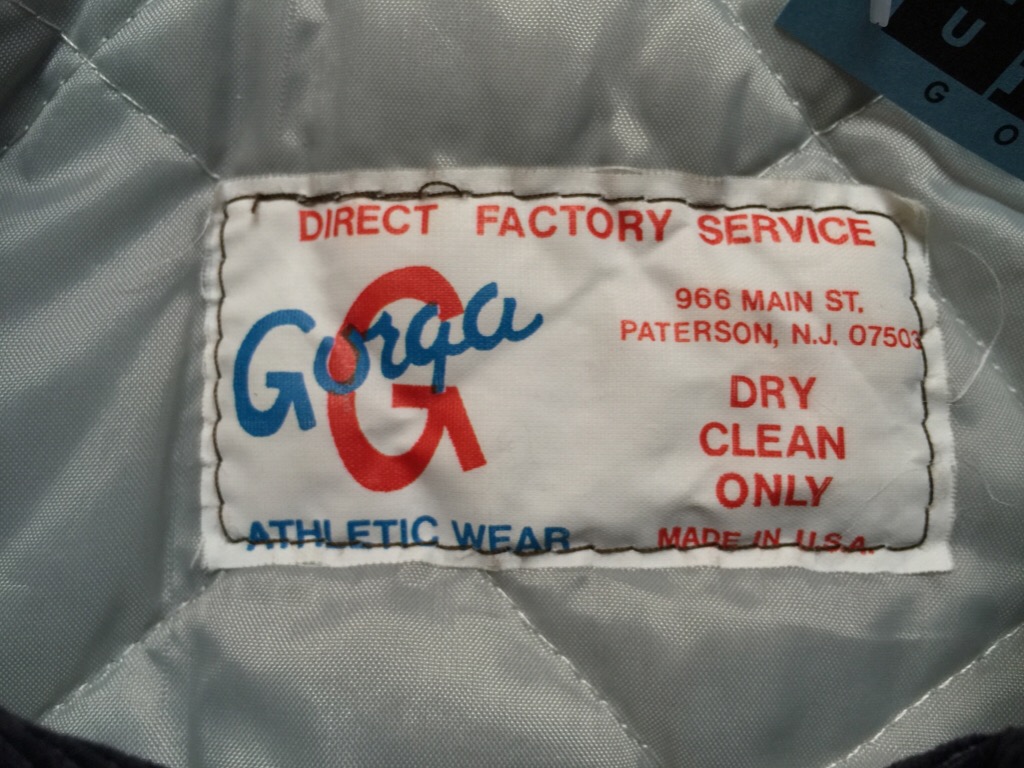 U
G
O
DIRECT FACTORY SERVICE
Gorga
G
966 MAIN ST.
PATERSON, N.J. 07503
DRY
CLEAN
ONLY
ATHLETIC WEAR
MADE IN U.S.A.